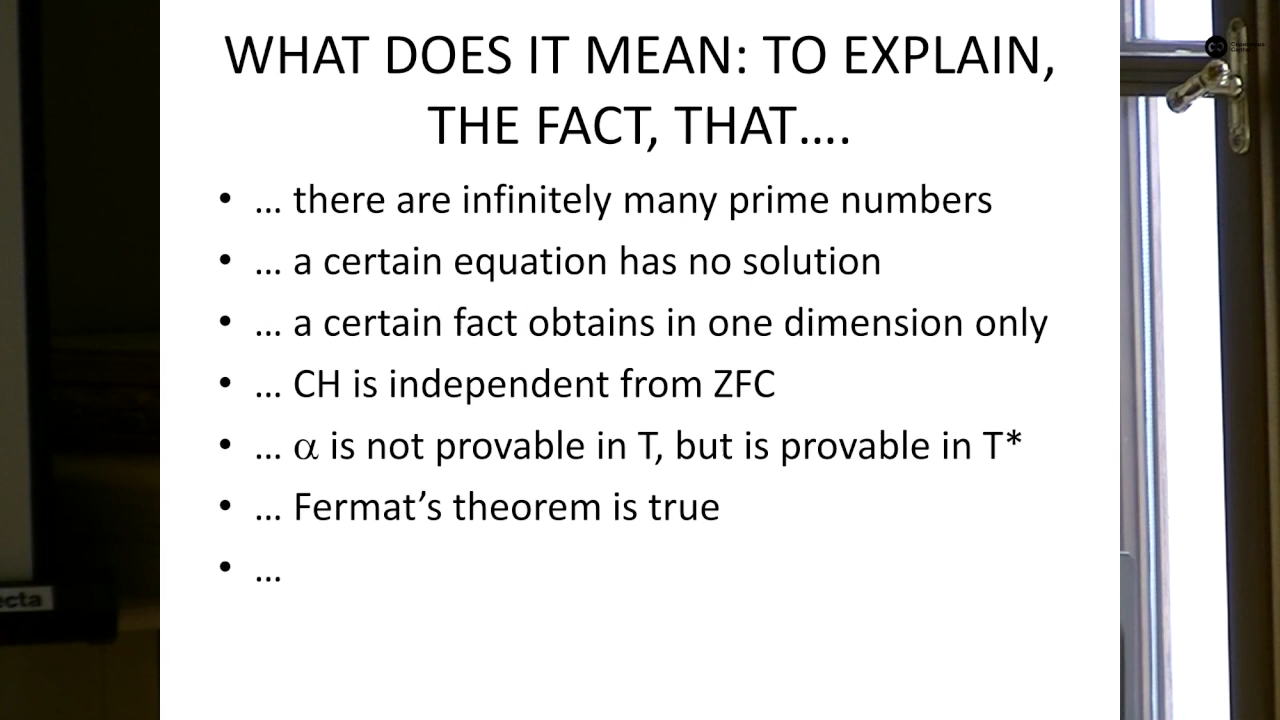 WHAT DOES IT MEAN: TO EXPLAIN,
THE FACT, THAT….
• … there are infinitely many prime numbers
• … a certain equation has no solution
• … a certain fact obtains in one dimension only
• … CH is independent from ZFC
• … α is not provable in T, but is provable in T*
• … Fermat’s theorem is true
• …
ecta